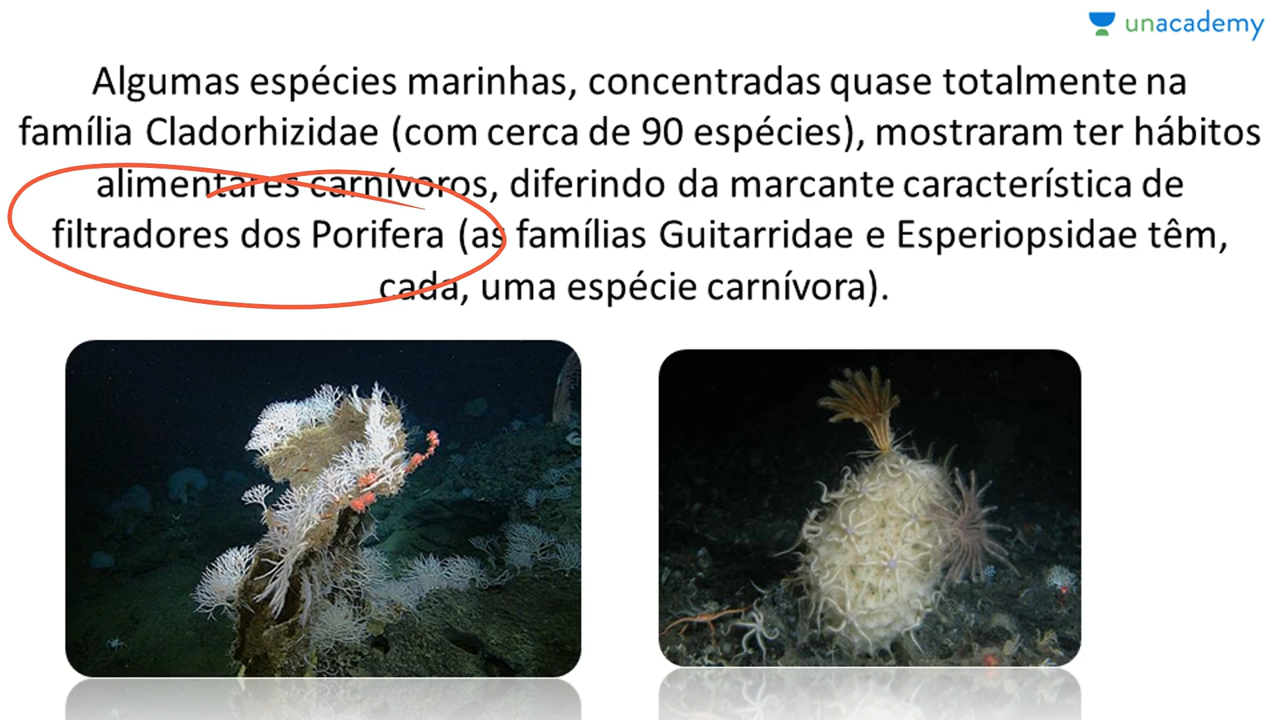 unacademy
Algumas espécies marinhas, concentradas quase totalmente na
família Cladorhizidae (com cerca de 90 espécies), mostraram ter hábitos
alimentares carnívoros, diferindo da marcante característica de
filtradores dos Porifera (as famílias Guitarridae e Esperiopsidae têm,
cada, uma espécie carnívora).